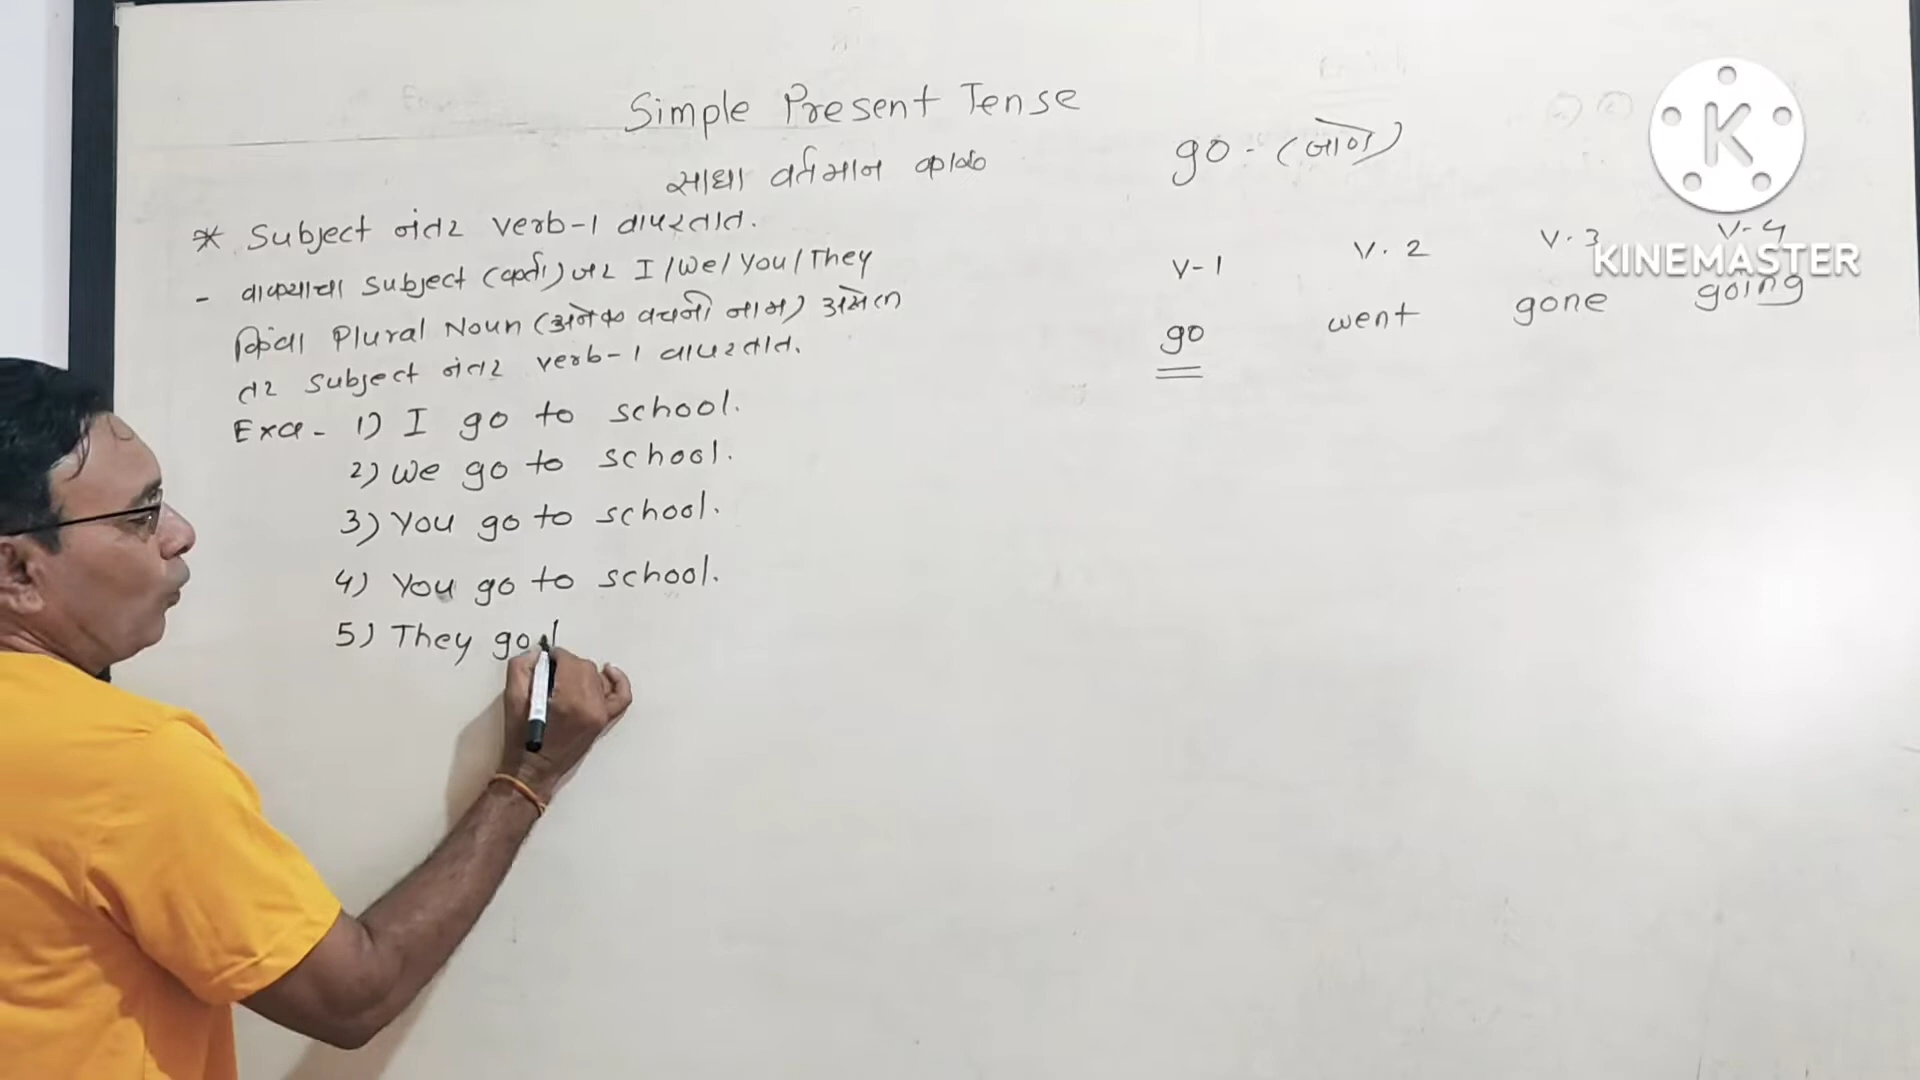 Simple Present Tense
साधा वर्तमान काळ
go - (जाणे)
* Subject नंतर verb-1 वापरतात.
- वाक्याचा subject (कर्ता) जर I/We/You/They
किंवा Plural Noun (अनेक वचनी नाम) असेल
तर subject नंतर verb-1 वापरतात.
Exa - 1) I go to school.
2) We go to school.
3) You go to school.
4) You go to school.
5) They go t
V-1 V.2 V.3 V-4
go went gone going
K
KINEMASTER